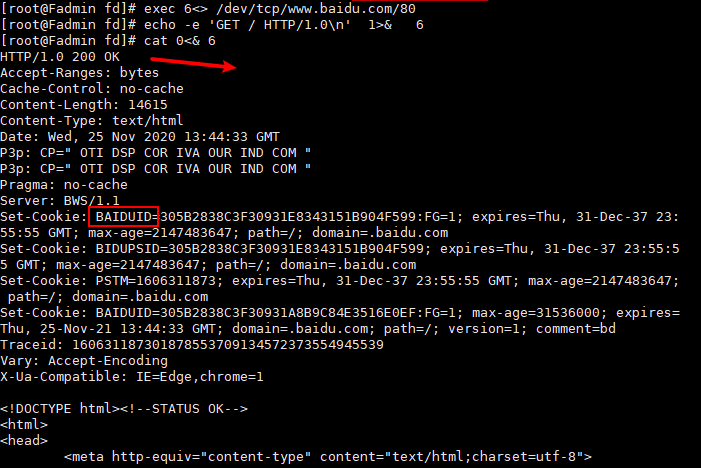 [root@Fadmin fd]# exec 6<> /dev/tcp/www.baidu.com/80
[root@Fadmin fd]# echo -e 'GET / HTTP/1.0\n'  1>&   6
[root@Fadmin fd]# cat 0<& 6
HTTP/1.0 200 OK
Accept-Ranges: bytes
Cache-Control: no-cache
Content-Length: 14615
Content-Type: text/html
Date: Wed, 25 Nov 2020 13:44:33 GMT
P3p: CP=" OTI DSP COR IVA OUR IND COM "
P3p: CP=" OTI DSP COR IVA OUR IND COM "
Pragma: no-cache
Server: BWS/1.1
Set-Cookie: BAIDUID=305B2838C3F30931E8343151B904F599:FG=1; expires=Thu, 31-Dec-37 23:
55:55 GMT; max-age=2147483647; path=/; domain=.baidu.com
Set-Cookie: BIDUPSID=305B2838C3F30931E8343151B904F599; expires=Thu, 31-Dec-37 23:55:5
5 GMT; max-age=2147483647; path=/; domain=.baidu.com
Set-Cookie: PSTM=1606311873; expires=Thu, 31-Dec-37 23:55:55 GMT; max-age=2147483647;
 path=/; domain=.baidu.com
Set-Cookie: BAIDUID=305B2838C3F30931A8B9C84E3516E0EF:FG=1; max-age=31536000; expires=
Thu, 25-Nov-21 13:44:33 GMT; domain=.baidu.com; path=/; version=1; comment=bd
Traceid: 1606311873018785537091345723735549455​39
Vary: Accept-Encoding
X-Ua-Compatible: IE=Edge,chrome=1

<!DOCTYPE html><!--STATUS OK-->
<html>
<head>
        <meta http-equiv="content-type" content="text/html;charset=utf-8">